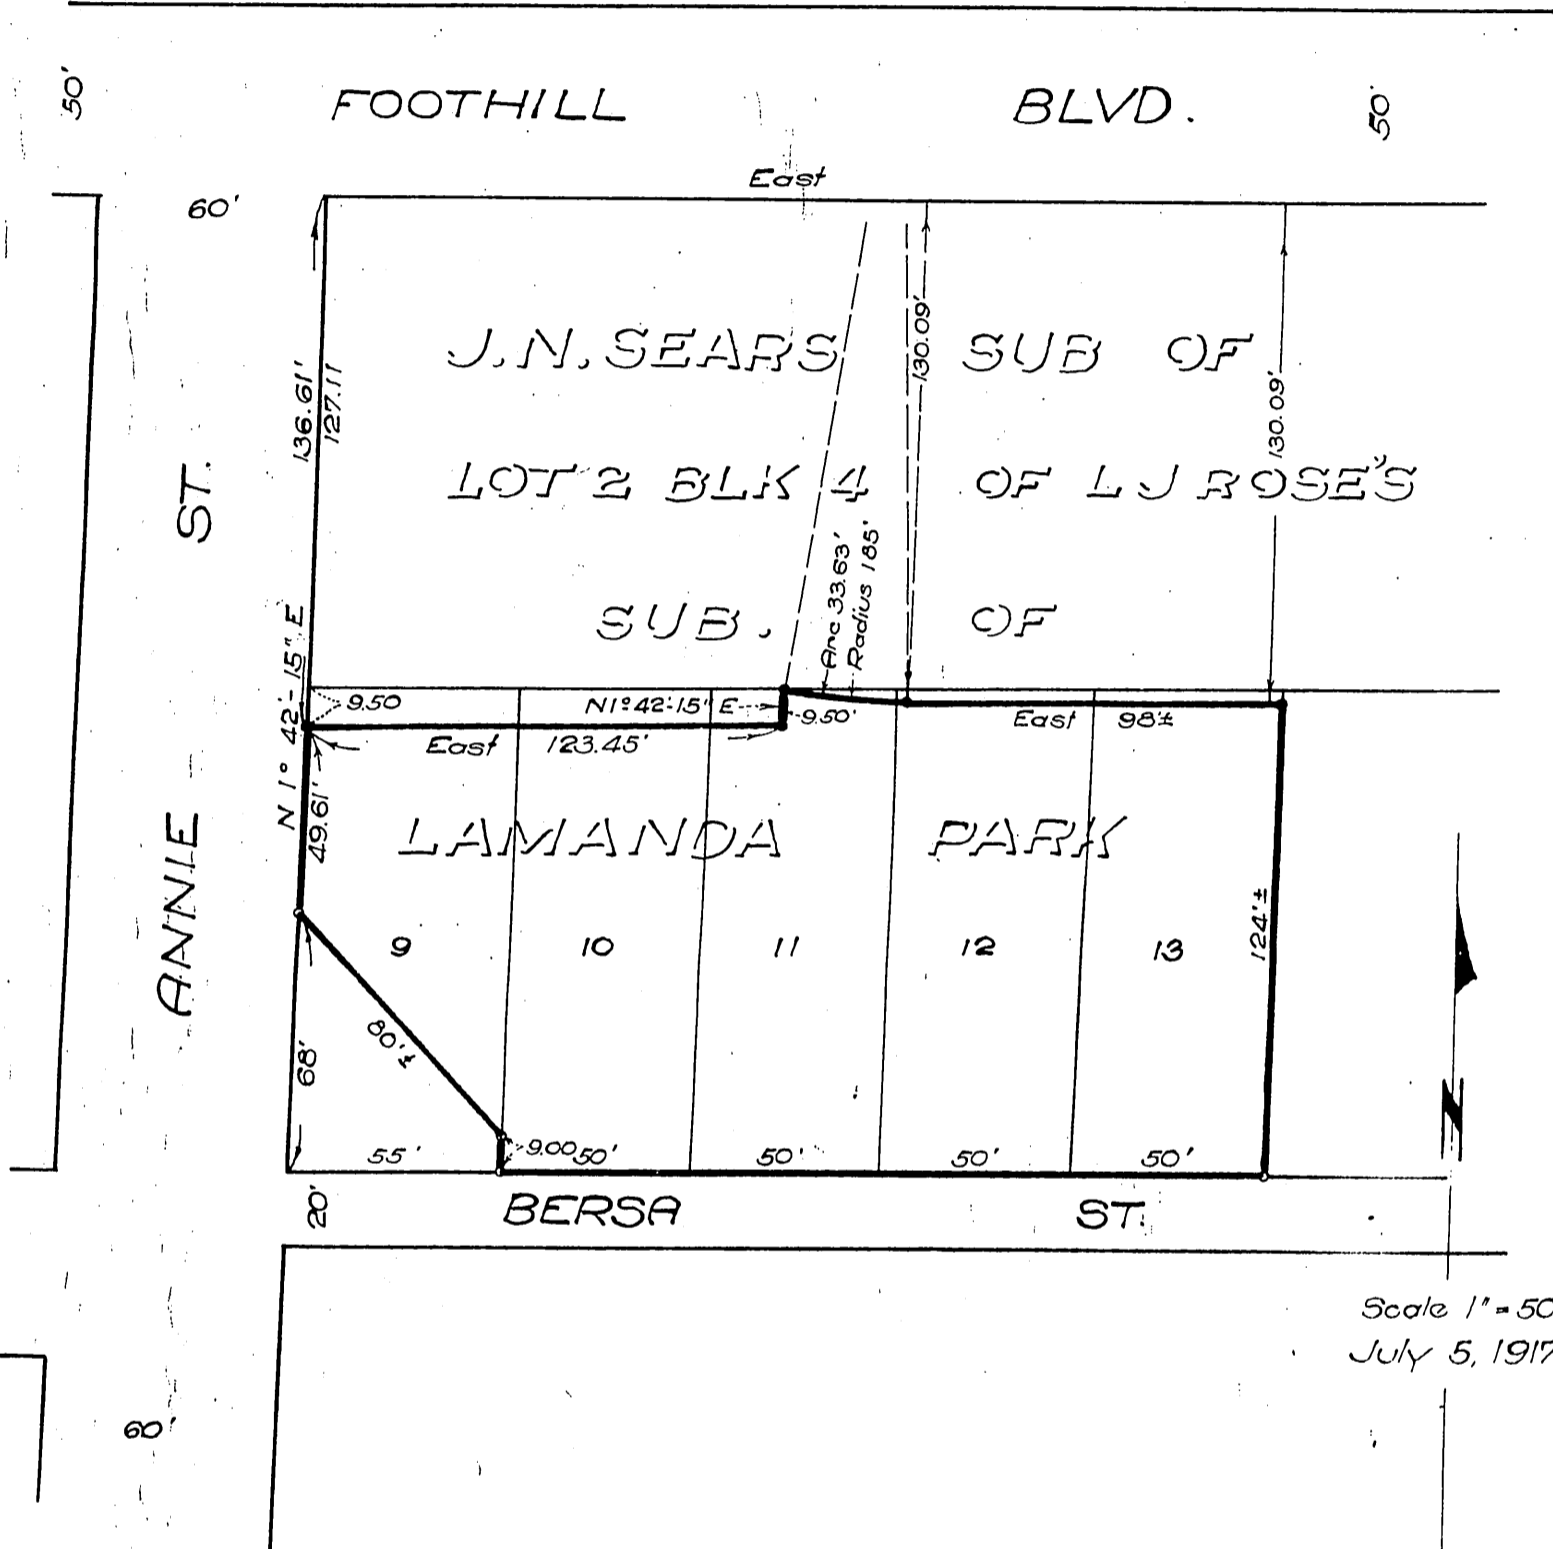 50'
FOOTHILL BLVD.
50'
60'
East
J.N. SEARS SUB OF
130.09'
130.09'
136.61'
127.11
LOT 2 BLK 4 OF L J ROSE'S
ST.
Arc 33.63'
Radius 185'
SUB. OF
N 1° 42'-15" E
9.50
N 1° 42'-15" E
9.50'
East 98'±
East 123.45'
49.61'
LAMANDA PARK
ANNIE
9 10 11 12 13
124'±
80'±
68'
N
55' 9.00 50' 50' 50' 50'
20'
BERSA ST.
Scale 1" = 50
July 5, 1917
60'